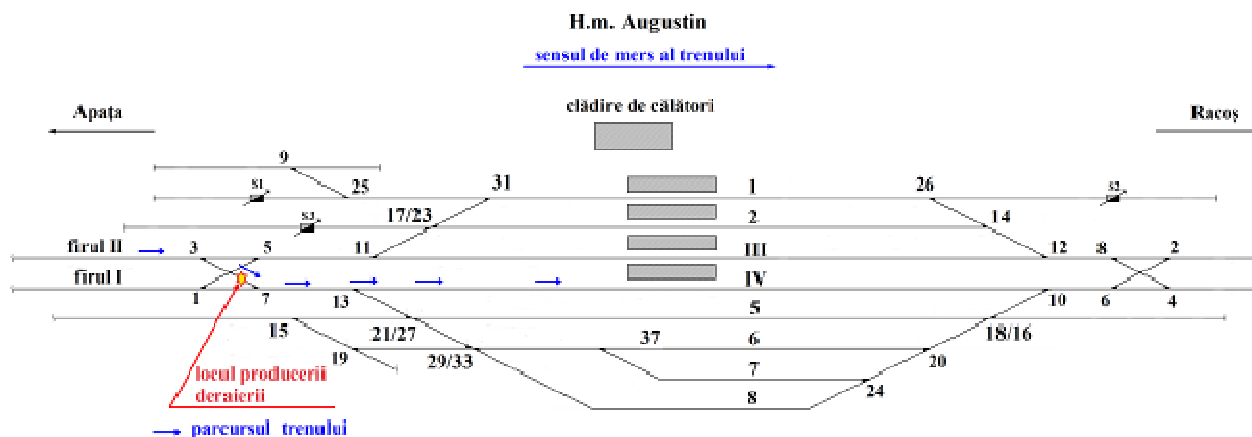 H.m. Augustin
sensul de mers al trenului
Apața
clădire de călători
Racoș
9
S1
25
31
1
26
S2
S3
17/23
2
14
firul II
3
5
11
III
12
8
2
firul I
1
7
13
IV
10
6
4
15
21/27
5
18/16
19
29/33
37
6
20
locul producerii
deraierii
7
24
8
parcursul trenului